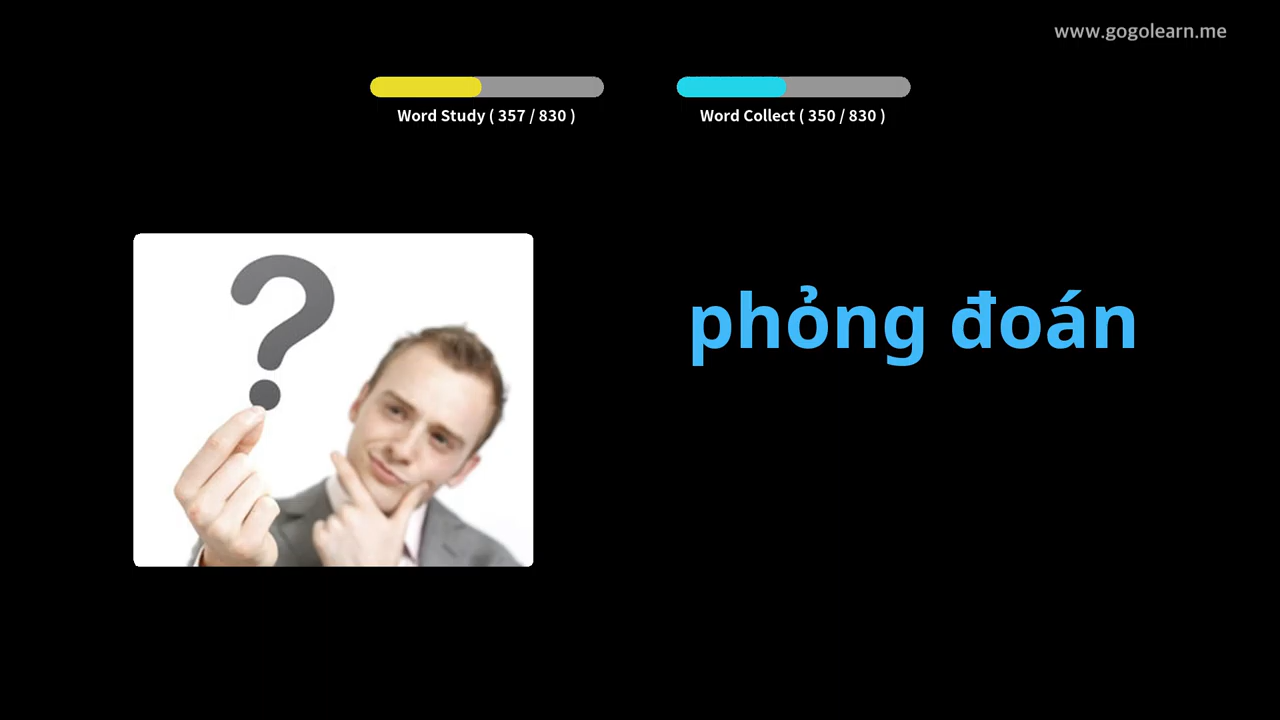 www.gogolearn.me
Word Study ( 357 / 830 )
Word Collect ( 350 / 830 )
?
phỏng đoán